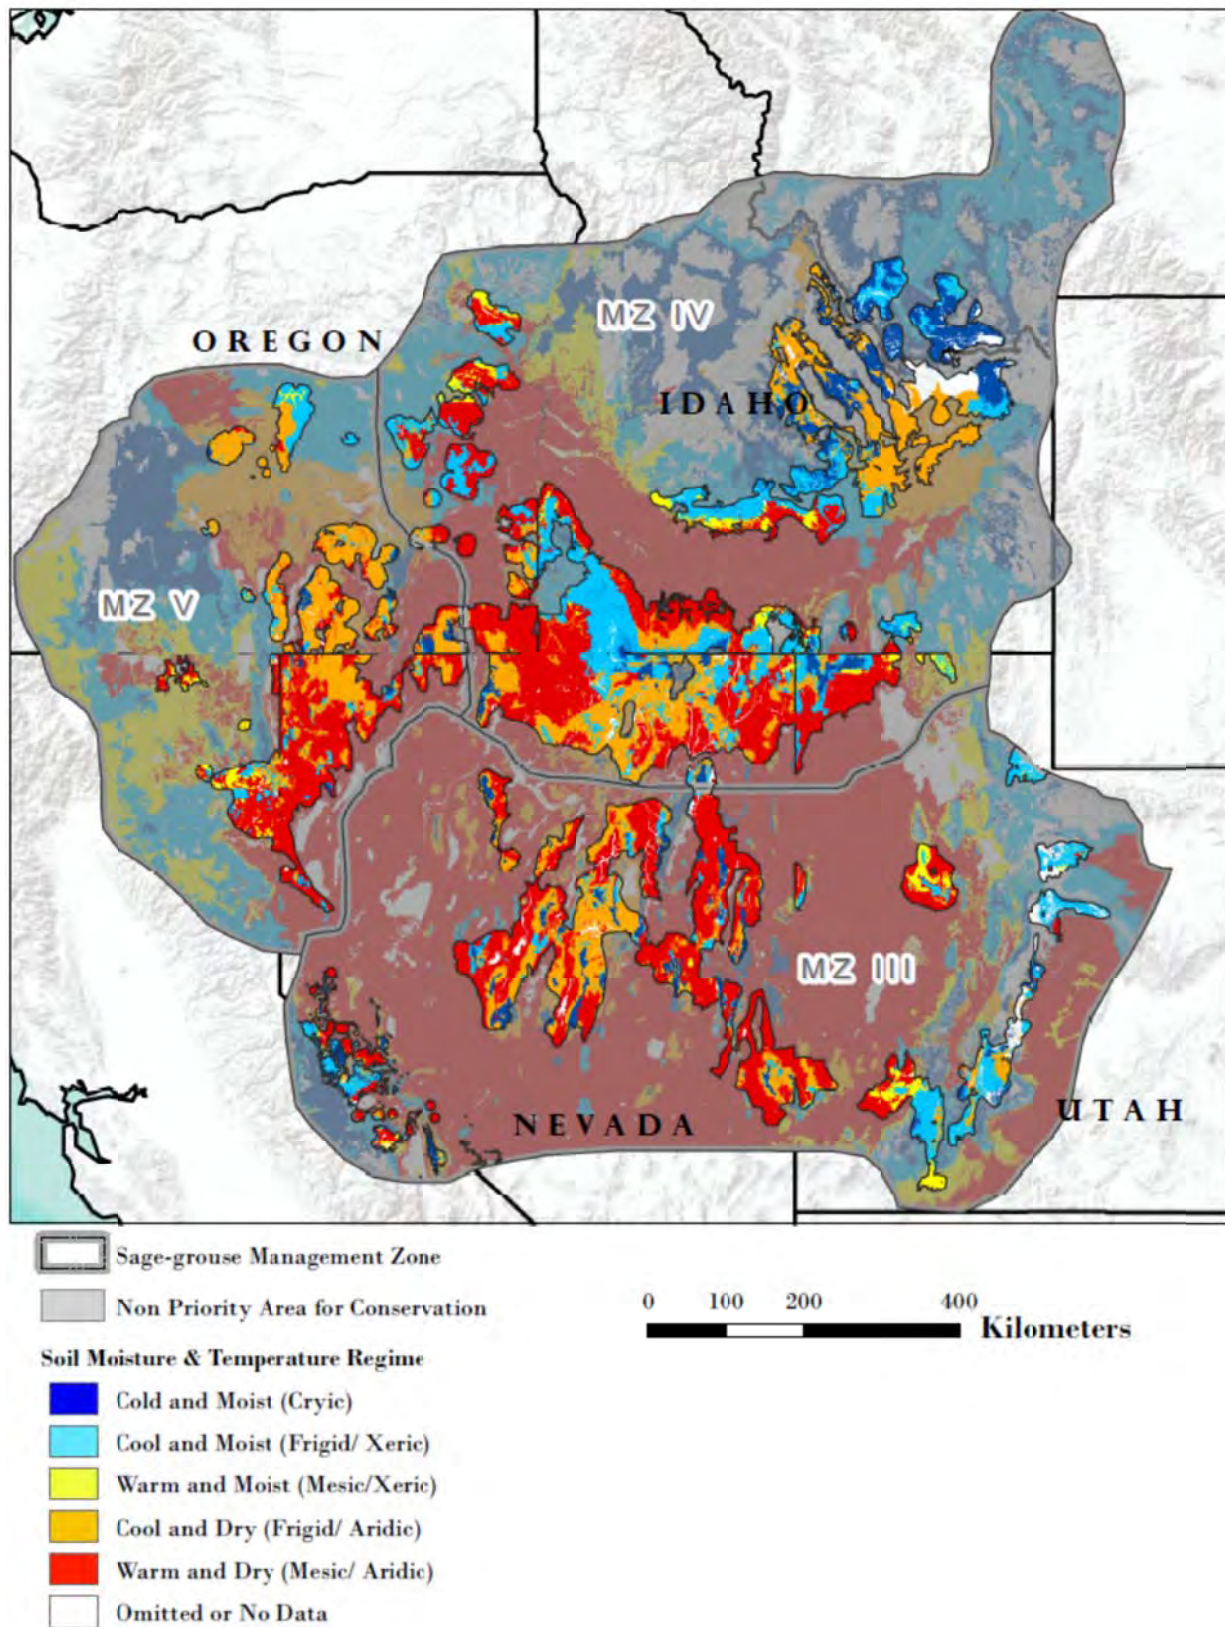 MZ IV
OREGON
IDAHO
MZ V
MZ III
NEVADA
UTAH
Sage-grouse Management Zone
Non Priority Area for Conservation
0 100 200 400
Kilometers
Soil Moisture & Temperature Regime
Cold and Moist (Cryic)
Cool and Moist (Frigid/ Xeric)
Warm and Moist (Mesic/Xeric)
Cool and Dry (Frigid/ Aridic)
Warm and Dry (Mesic/ Aridic)
Omitted or No Data